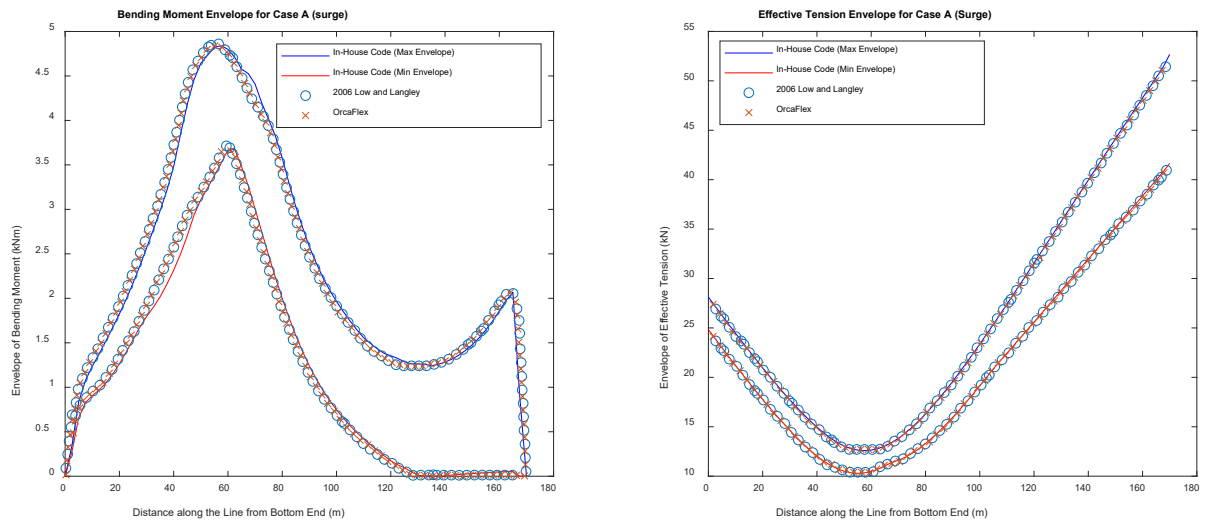 Bending Moment Envelope for Case A (surge)
5
4.5
4
3.5
3
2.5
2
1.5
1
0.5
0
Envelope of Bending Moment (kNm)
In-House Code (Max Envelope)
In-House Code (Min Envelope)
2006 Low and Langley
OrcaFlex
0 20 40 60 80 100 120 140 160 180
Distance along the Line from Bottom End (m)
Effective Tension Envelope for Case A (Surge)
55
50
45
40
35
30
25
20
15
10
Envelope of Effective Tension (kN)
In-House Code (Max Envelope)
In-House Code (Min Envelope)
2006 Low and Langley
OrcaFlex
0 20 40 60 80 100 120 140 160 180
Distance along the Line from Bottom End (m)